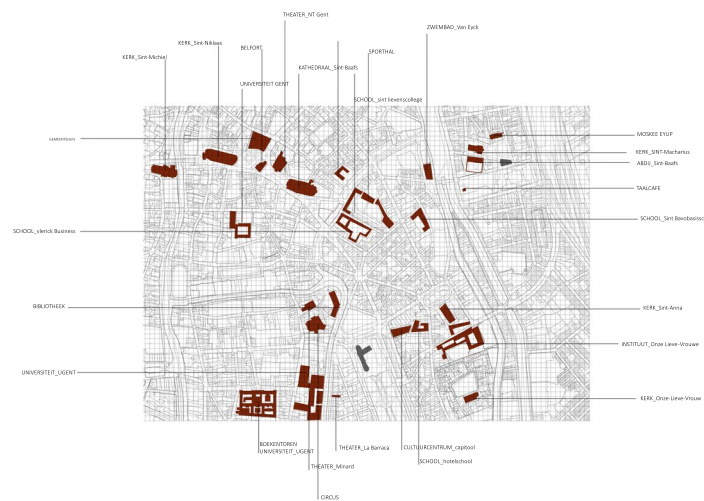 THEATER_NT Gent
ZWEMBAD_Van Eyck
KERK_Sint-Niklaas
BELFORT
SPORTHAL
KERK_Sint-Michiel
KATHEDRAAL_Sint-Baafs
UNIVERSITEIT GENT
SCHOOL_sint lievenscollege
MOSKEE EYUP
KERK_SINT-Macharius
ABDIJ_Sint-Baafs
TAALCAFE
SCHOOL_Sint Bavobasissc
SCHOOL_vlerick Business
BIBLIOTHEEK
KERK_Sint-Anna
INSTITUUT_Onze Lieve-Vrouwe
UNIVERSITEIT_UGENT
KERK_Onze-Lieve-Vrouw
BOEKENTOREN
UNIVERSITEIT_UGENT
THEATER_La Barraca
CULTUURCENTRUM_capitool
SCHOOL_hotelschool
THEATER_Minard
CIRCUS